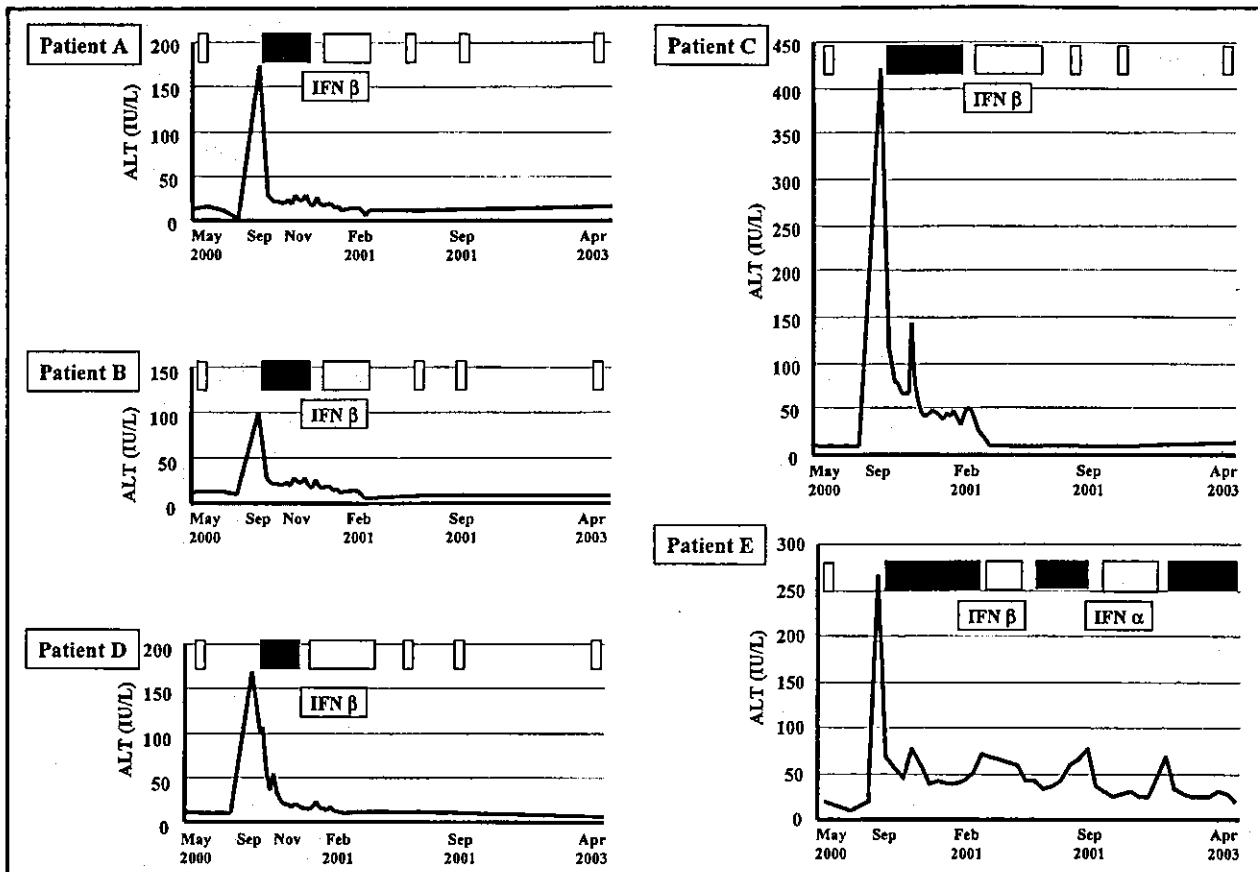 Patient A
200
150
100
50
0
ALT (IU/L)
IFN β
May Sep Nov Feb Sep Apr
2000 2001 2001 2003
Patient B
150
100
50
0
ALT (IU/L)
IFN β
May Sep Nov Feb Sep Apr
2000 2001 2001 2003
Patient D
200
150
100
50
0
ALT (IU/L)
IFN β
May Sep Nov Feb Sep Apr
2000 2001 2001 2003
Patient C
450
400
350
300
250
200
150
100
50
0
ALT (IU/L)
IFN β
May Sep Feb Sep Apr
2000 2001 2001 2003
Patient E
300
250
200
150
100
50
0
ALT (IU/L)
IFN β IFN α
May Sep Feb Sep Apr
2000 2001 2001 2003